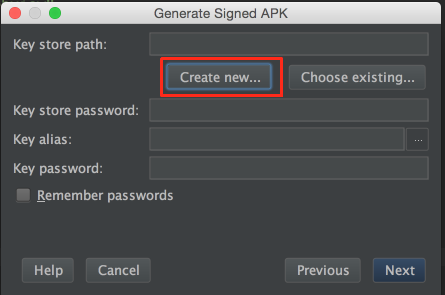 Generate Signed APK
Key store path:
Create new... Choose existing...
Key store password:
Key alias: ...
Key password:
Remember passwords
Help Cancel Previous Next